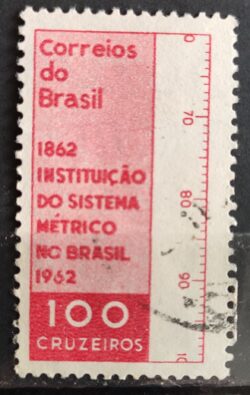 Correios
do
Brasil
1862
INSTITUIÇÃO
DO SISTEMA
MÉTRICO
NO BRASIL
1962
100
CRUZEIROS
70
80
90